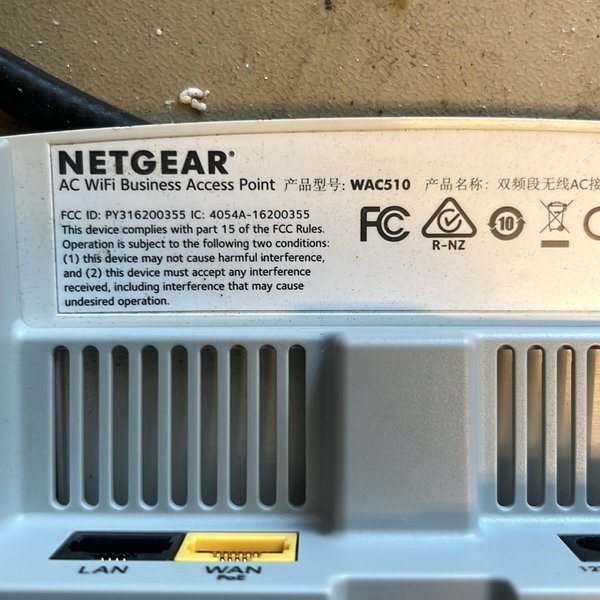 NETGEAR®
AC WiFi Business Access Point 产品型号: WAC510 产品名称: 双频段无线AC接
FCC ID: PY316200355 IC: 4054A-16200355
This device complies with part 15 of the FCC Rules.
Operation is subject to the following two conditions:
(1) this device may not cause harmful interference,
and (2) this device must accept any interference
received, including interference that may cause
undesired operation.
FC
R-NZ
10
LAN
WAN
PoE
12